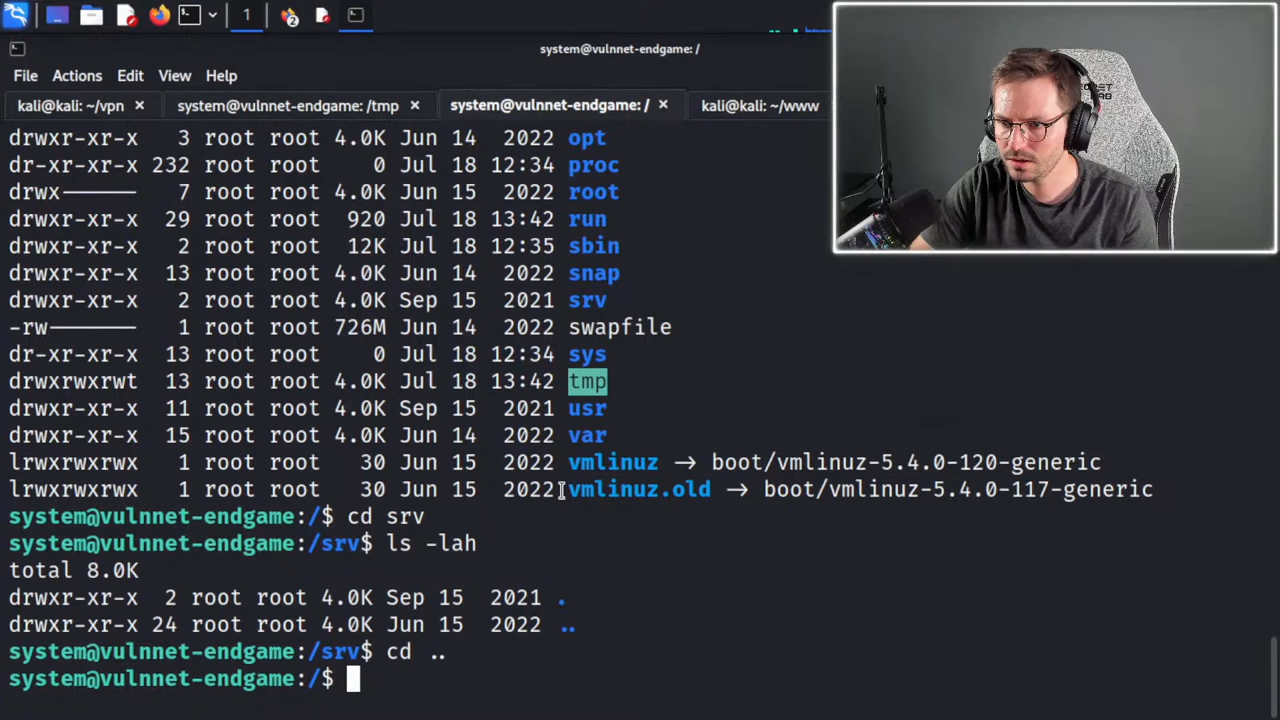 1
2
system@vulnnet-endgame: /
File Actions Edit View Help
kali@kali: ~/vpn × system@vulnnet-endgame: /tmp × system@vulnnet-endgame: / × kali@kali: ~/www
drwxr-xr-x 3 root root 4.0K Jun 14 2022 opt
dr-xr-xr-x 232 root root 0 Jul 18 12:34 proc
drwx------ 7 root root 4.0K Jun 15 2022 root
drwxr-xr-x 29 root root 920 Jul 18 13:42 run
drwxr-xr-x 2 root root 12K Jul 18 12:35 sbin
drwxr-xr-x 13 root root 4.0K Jun 14 2022 snap
drwxr-xr-x 2 root root 4.0K Sep 15 2021 srv
-rw------- 1 root root 726M Jun 14 2022 swapfile
dr-xr-xr-x 13 root root 0 Jul 18 12:34 sys
drwxrwxrwt 13 root root 4.0K Jul 18 13:42 tmp
drwxr-xr-x 11 root root 4.0K Sep 15 2021 usr
drwxr-xr-x 15 root root 4.0K Jun 14 2022 var
lrwxrwxrwx 1 root root 30 Jun 15 2022 vmlinuz -> boot/vmlinuz-5.4.0-120-generic
lrwxrwxrwx 1 root root 30 Jun 15 2022 vmlinuz.old -> boot/vmlinuz-5.4.0-117-generic
system@vulnnet-endgame:/$ cd srv
system@vulnnet-endgame:/srv$ ls -lah
total 8.0K
drwxr-xr-x 2 root root 4.0K Sep 15 2021 .
drwxr-xr-x 24 root root 4.0K Jun 15 2022 ..
system@vulnnet-endgame:/srv$ cd ..
system@vulnnet-endgame:/$